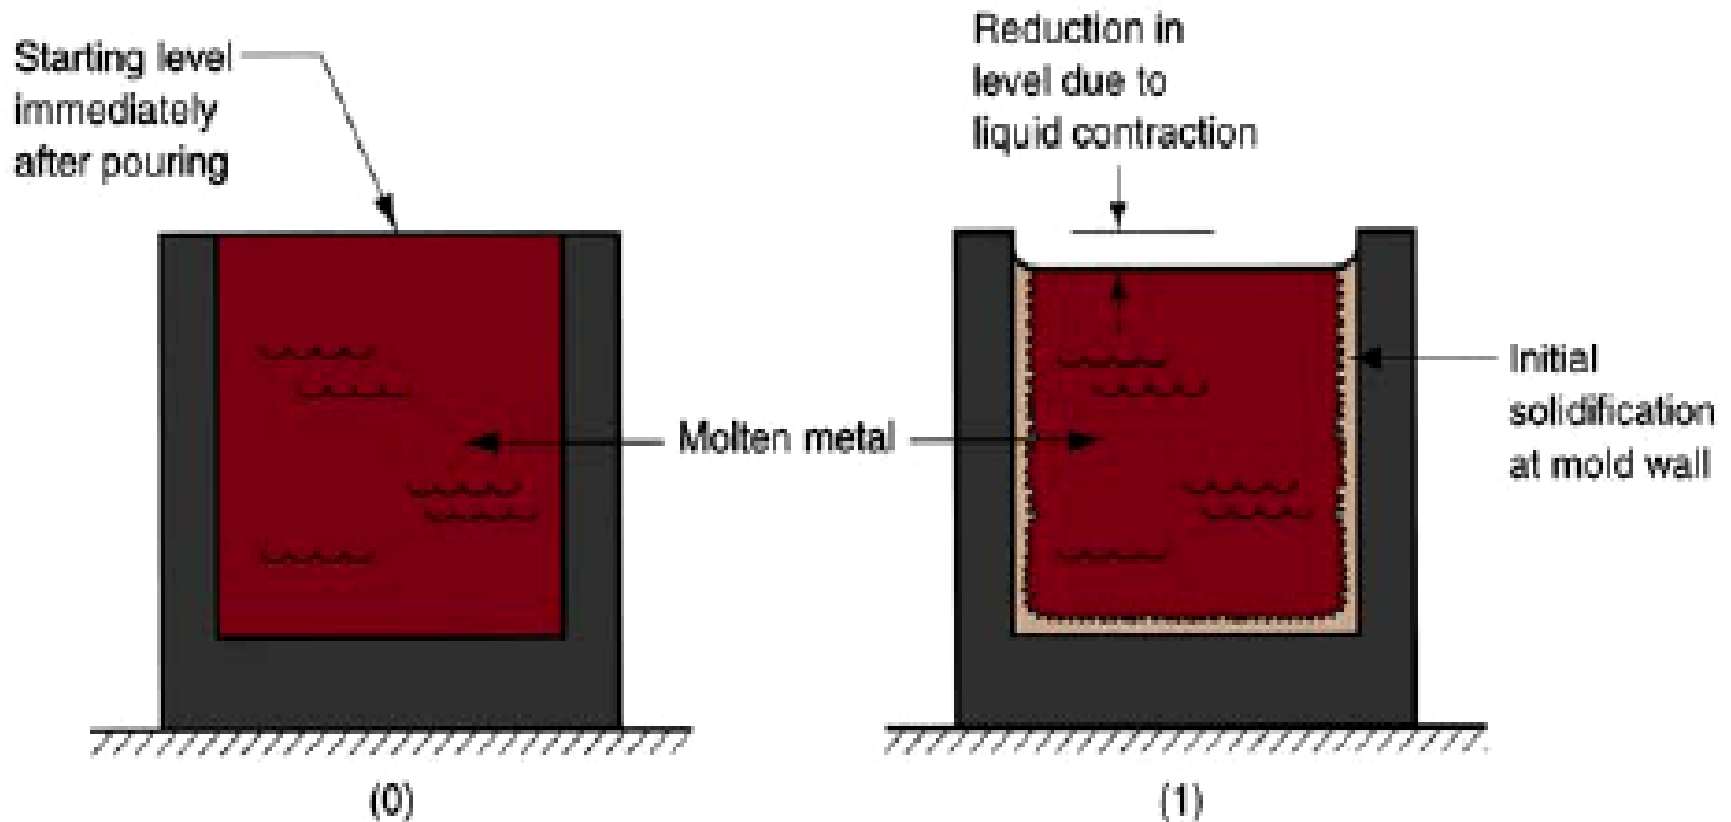 Starting level
immediately
after pouring
Reduction in
level due to
liquid contraction
Molten metal
Initial
solidification
at mold wall
(0)
(1)